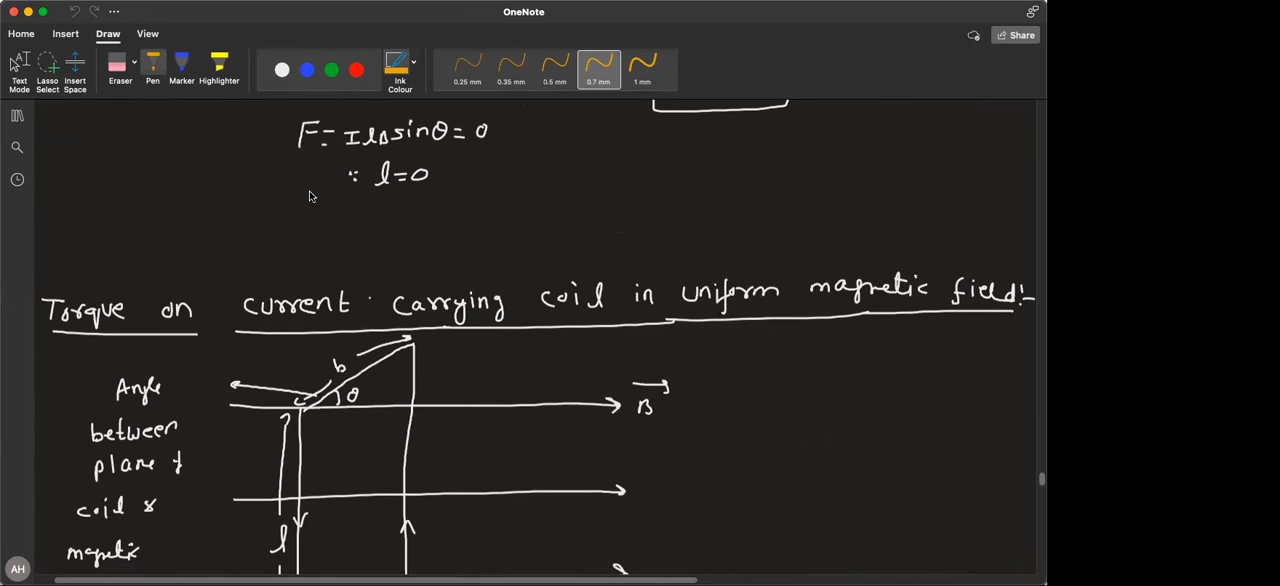 OneNote
Home Insert Draw View
Share
Text Mode
Lasso Select
Insert Space
Eraser
Pen
Marker
Highlighter
Ink Colour
0.25 mm
0.35 mm
0.5 mm
0.7 mm
1 mm
F = IlB sinθ = 0
∵ l = 0
Torque on current carrying coil in uniform magnetic field:-
b
θ
B
Angle
between
plane of
coil &
magnetic
l
AH